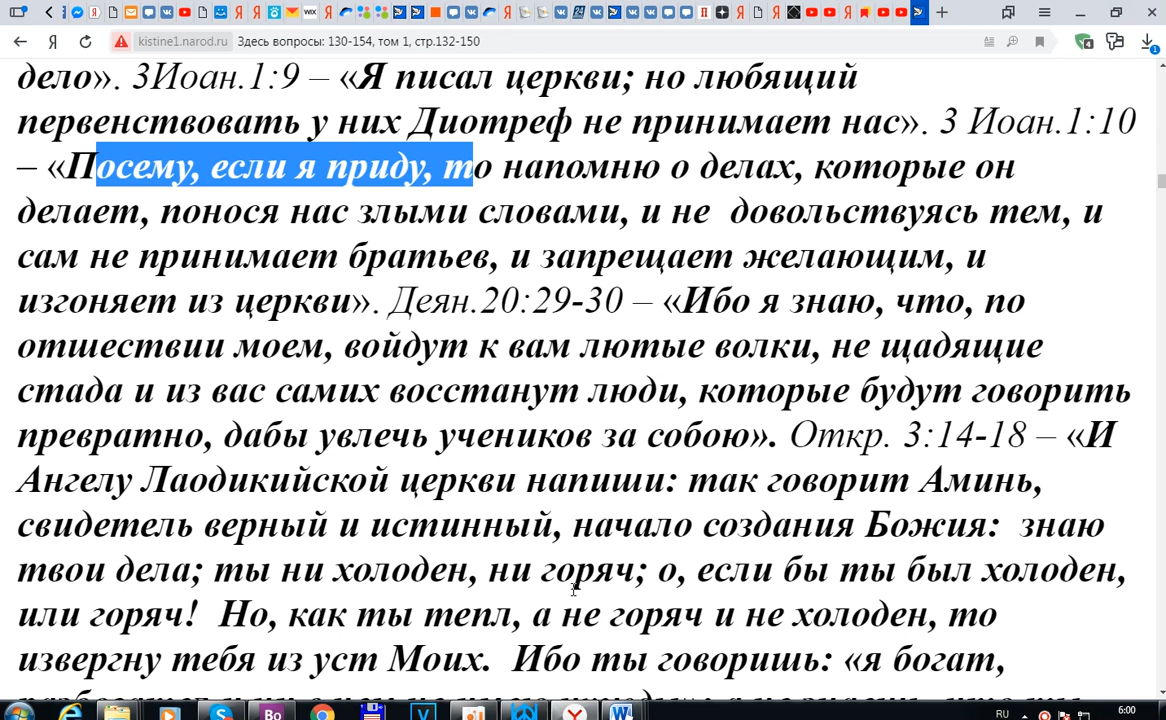 kistine1.narod.ru Здесь вопросы: 130-154, том 1, стр.132-150
дело». 3Иоан.1:9 – «Я писал церкви; но любящий
первенствовать у них Диотреф не принимает нас». 3 Иоан.1:10
– «Посему, если я приду, то напомню о делах, которые он
делает, понося нас злыми словами, и не довольствуясь тем, и
сам не принимает братьев, и запрещает желающим, и
изгоняет из церкви». Деян.20:29-30 – «Ибо я знаю, что, по
отшествии моем, войдут к вам лютые волки, не щадящие
стада и из вас самих восстанут люди, которые будут говорить
превратно, дабы увлечь учеников за собою». Откр. 3:14-18 – «И
Ангелу Лаодикийской церкви напиши: так говорит Аминь,
свидетель верный и истинный, начало создания Божия: знаю
твои дела; ты ни холоден, ни горяч; о, если бы ты был холоден,
или горяч! Но, как ты тепл, а не горяч и не холоден, то
извергну тебя из уст Моих. Ибо ты говоришь: «я богат,
RU 6:00